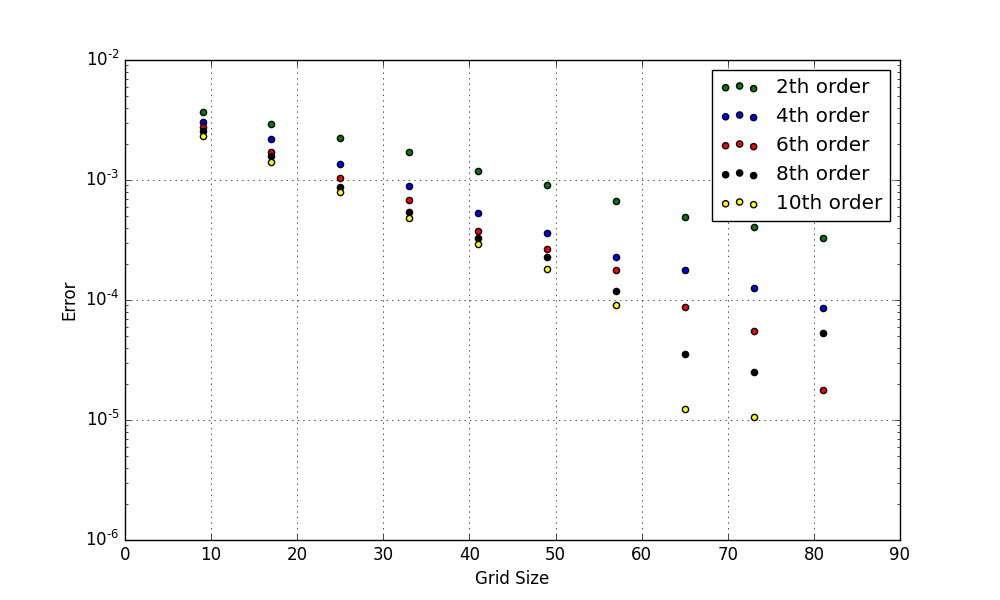 10^-2
10^-3
10^-4
10^-5
10^-6
Error
2th order
4th order
6th order
8th order
10th order
0 10 20 30 40 50 60 70 80 90
Grid Size